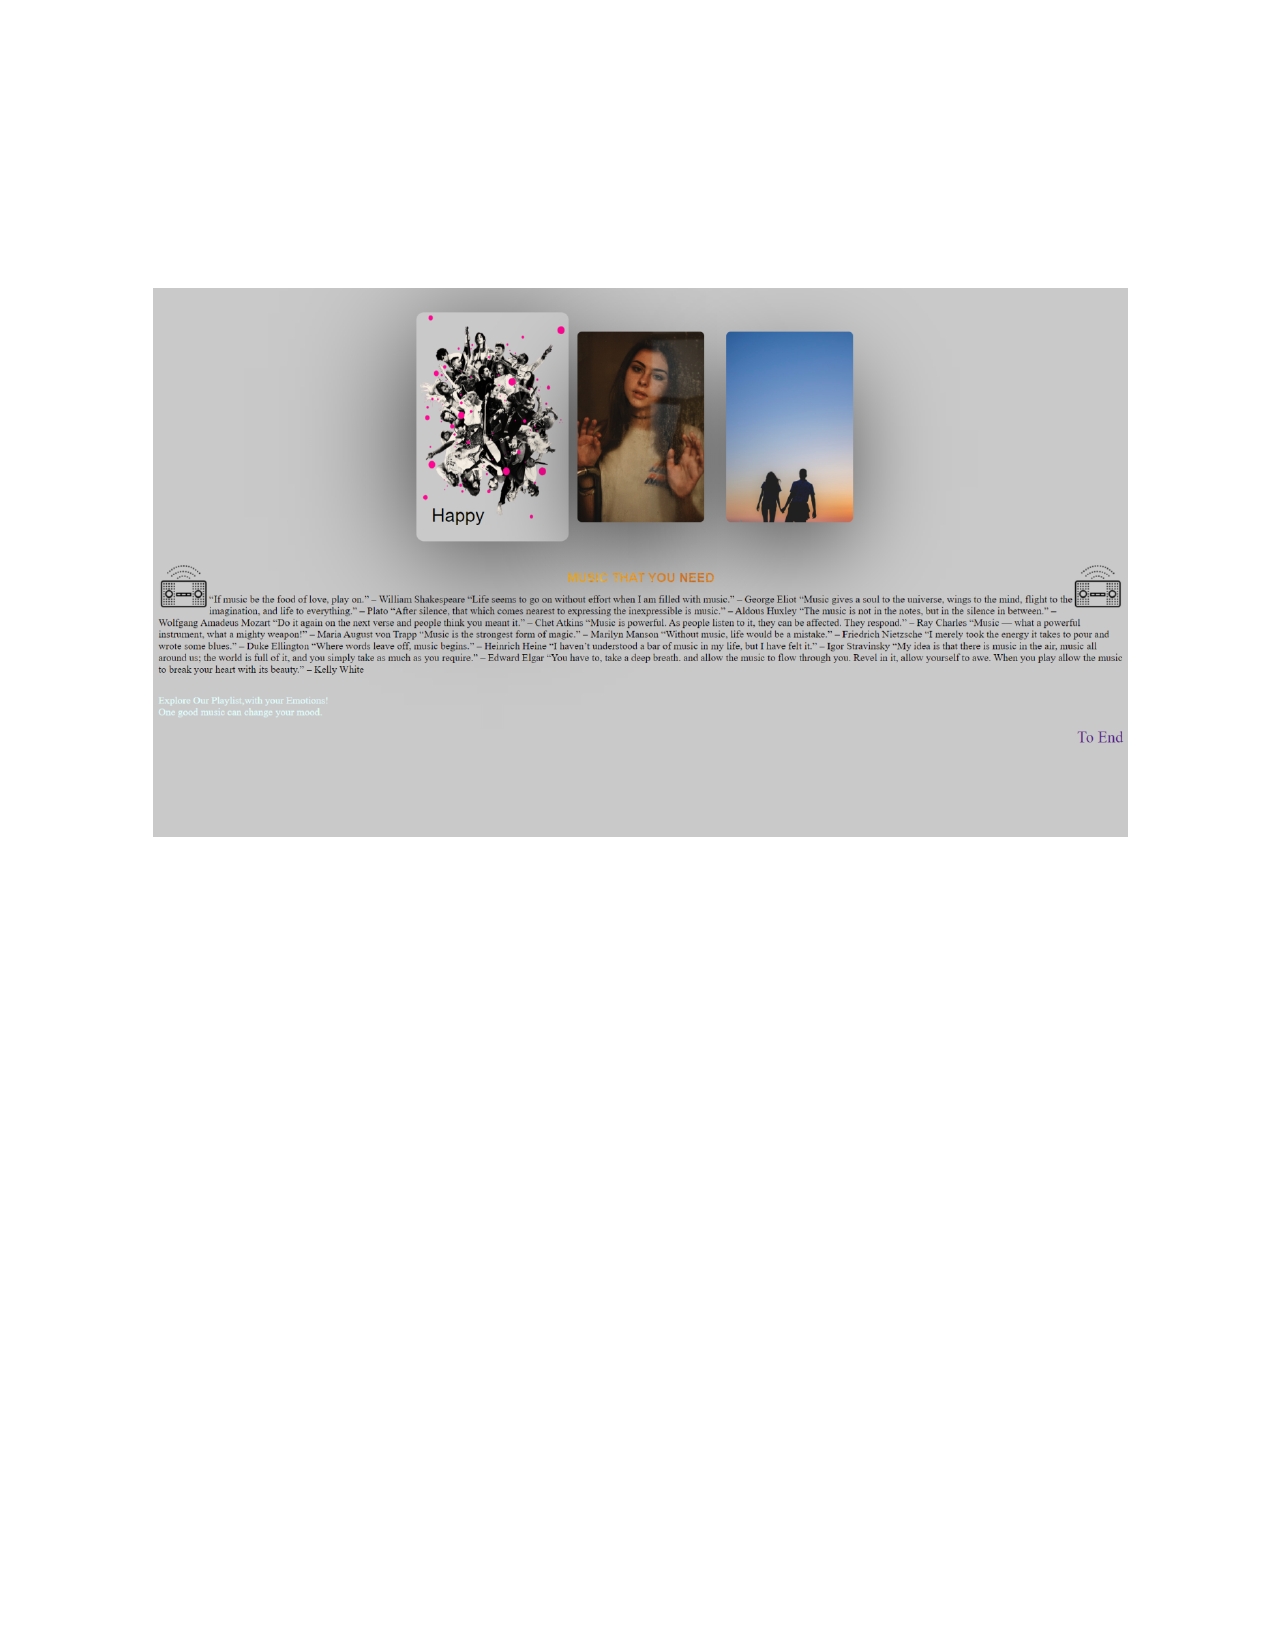 Happy
MUSIC THAT YOU NEED
“If music be the food of love, play on.” – William Shakespeare “Life seems to go on without effort when I am filled with music.” – George Eliot “Music gives a soul to the universe, wings to the mind, flight to the
imagination, and life to everything.” – Plato “After silence, that which comes nearest to expressing the inexpressible is music.” – Aldous Huxley “The music is not in the notes, but in the silence in between.” –
Wolfgang Amadeus Mozart “Do it again on the next verse and people think you meant it.” – Chet Atkins “Music is powerful. As people listen to it, they can be affected. They respond.” – Ray Charles “Music — what a powerful
instrument, what a mighty weapon!” – Maria August von Trapp “Music is the strongest form of magic.” – Marilyn Manson “Without music, life would be a mistake.” – Friedrich Nietzsche “I merely took the energy it takes to pour and
wrote some blues.” – Duke Ellington “Where words leave off, music begins.” – Heinrich Heine “I haven’t understood a bar of music in my life, but I have felt it.” – Igor Stravinsky “My idea is that there is music in the air, music all
around us; the world is full of it, and you simply take as much as you require.” – Edward Elgar “You have to, take a deep breath. and allow the music to flow through you. Revel in it, allow yourself to awe. When you play allow the music
to break your heart with its beauty.” – Kelly White
Explore Our Playlist,with your Emotions!
One good music can change your mood.
To End